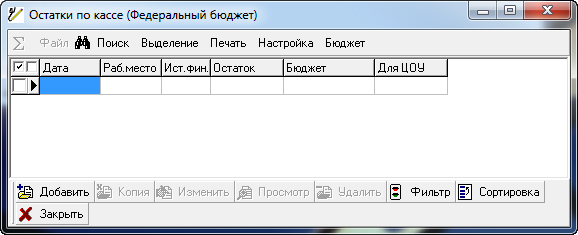 Остатки по кассе (Федеральный бюджет)
Σ Файл Поиск Выделение Печать Настройка Бюджет
Дата Раб.место Ист.фин. Остаток Бюджет Для ЦОУ
Добавить Копия Изменить Просмотр Удалить Фильтр Сортировка
Закрыть